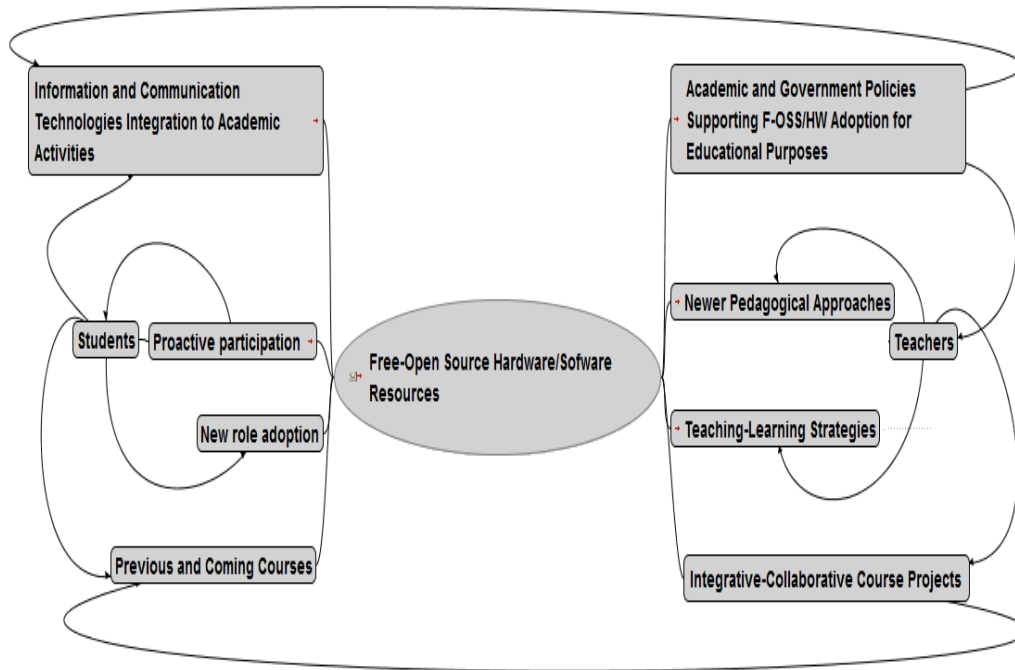 Information and Communication
Technologies Integration to Academic
Activities
Academic and Government Policies
Supporting F-OSS/HW Adoption for
Educational Purposes
Newer Pedagogical Approaches
Students
Proactive participation
Teachers
Free-Open Source Hardware/Sofware
Resources
New role adoption
Teaching-Learning Strategies
Previous and Coming Courses
Integrative-Collaborative Course Projects